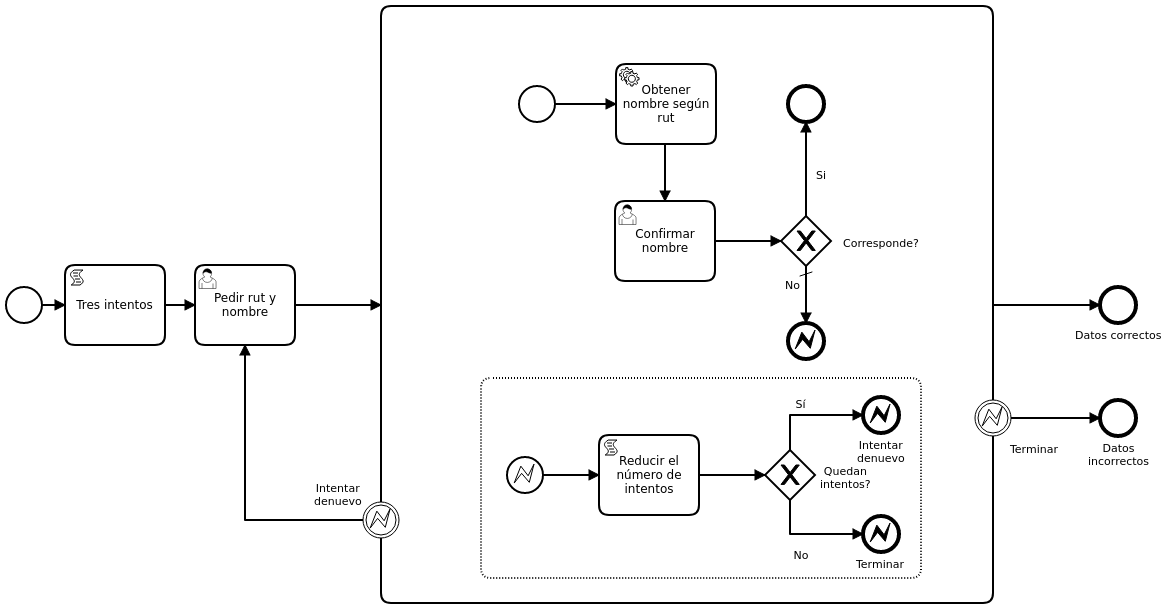 Obtener
nombre según
rut
Si
Confirmar
nombre
Corresponde?
No
Tres intentos
Pedir rut y
nombre
Datos correctos
Sí
Intentar
denuevo
Reducir el
número de
intentos
Quedan
intentos?
No
Terminar
Intentar
denuevo
Terminar
Datos
incorrectos